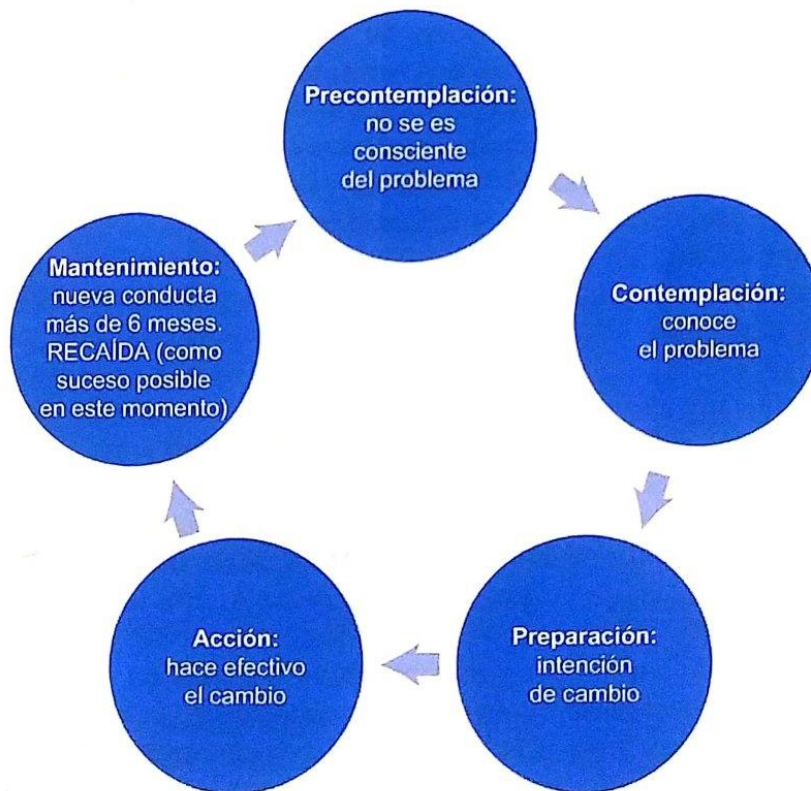 Precontemplación:
no se es
consciente
del problema
Contemplación:
conoce
el problema
Preparación:
intención
de cambio
Acción:
hace efectivo
el cambio
Mantenimiento:
nueva conducta
más de 6 meses.
RECAÍDA (como
suceso posible
en este momento)